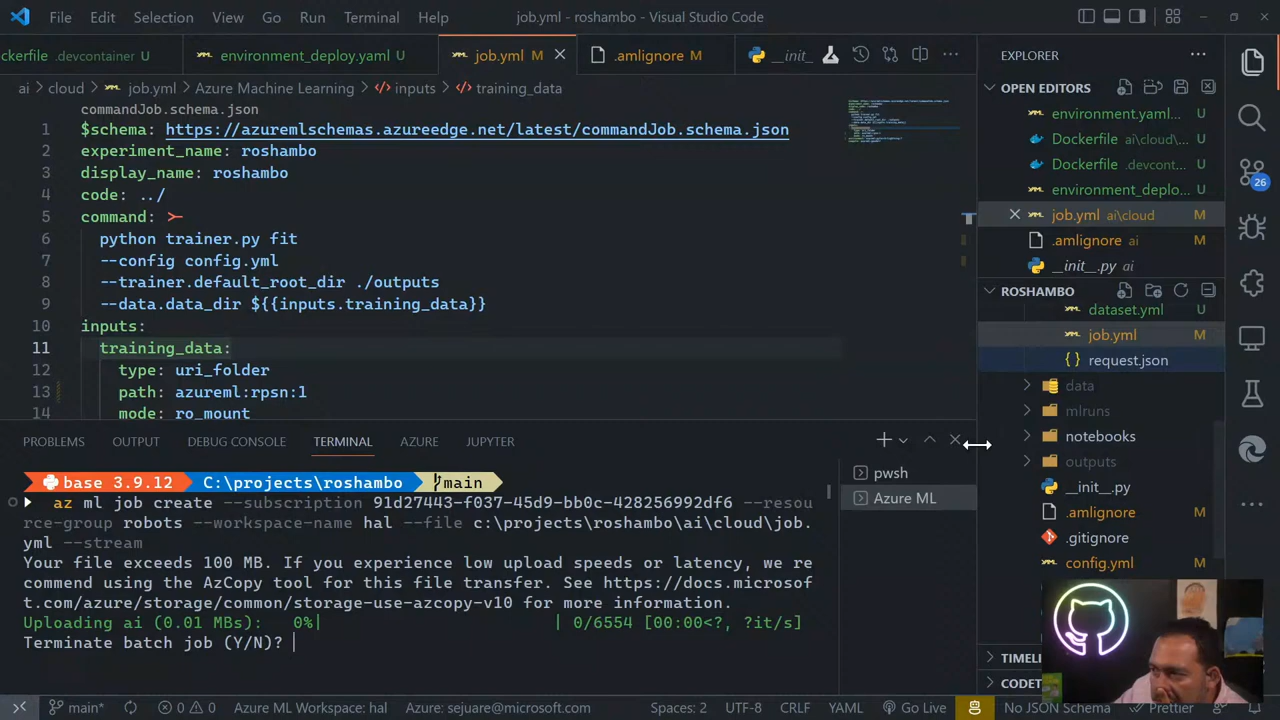 File Edit Selection View Go Run Terminal Help job.yml - roshambo - Visual Studio Code
ckerfile .devcontainer U environment_deploy.yaml U job.yml M .amlignore M __init_
ai > cloud > job.yml > Azure Machine Learning > inputs > training_data
commandJob.schema.json
1 $schema: https://azuremlschemas.azureedge.net/latest/commandJob.schema.json
2 experiment_name: roshambo
3 display_name: roshambo
4 code: ../
5 command: >-
6 python trainer.py fit
7 --config config.yml
8 --trainer.default_root_dir ./outputs
9 --data.data_dir ${{inputs.training_data}}
10 inputs:
11 training_data:
12 type: uri_folder
13 path: azureml:rpsn:1
14 mode: ro_mount
PROBLEMS OUTPUT DEBUG CONSOLE TERMINAL AZURE JUPYTER
base 3.9.12 C:\projects\roshambo main
az ml job create --subscription 91d27443-f037-45d9-bb0c-428256992df6 --resou
rce-group robots --workspace-name hal --file c:\projects\roshambo\ai\cloud\job.
yml --stream
Your file exceeds 100 MB. If you experience low upload speeds or latency, we re
commend using the AzCopy tool for this file transfer. See https://docs.microsof
t.com/azure/storage/common/storage-use-azcopy-v10 for more information.
Uploading ai (0.01 MBs): 0%| | 0/6554 [00:00<?, ?it/s]
Terminate batch job (Y/N)?
pwsh
Azure ML
EXPLORER
OPEN EDITORS
environment.yaml...
Dockerfile ai\cloud\...
Dockerfile .devcont...
environment_deplo...
job.yml ai\cloud M
.amlignore ai M
__init__.py ai
ROSHAMBO
dataset.yml U
job.yml M
request.json
data
mlruns
notebooks
outputs
__init__.py
.amlignore M
.gitignore
config.yml M
TIMELI
CODET
26
main* 0 0 Azure ML Workspace: hal Azure: sejuare@microsoft.com Spaces: 2 UTF-8 CRLF YAML Go Live No JSON Schema Prettier